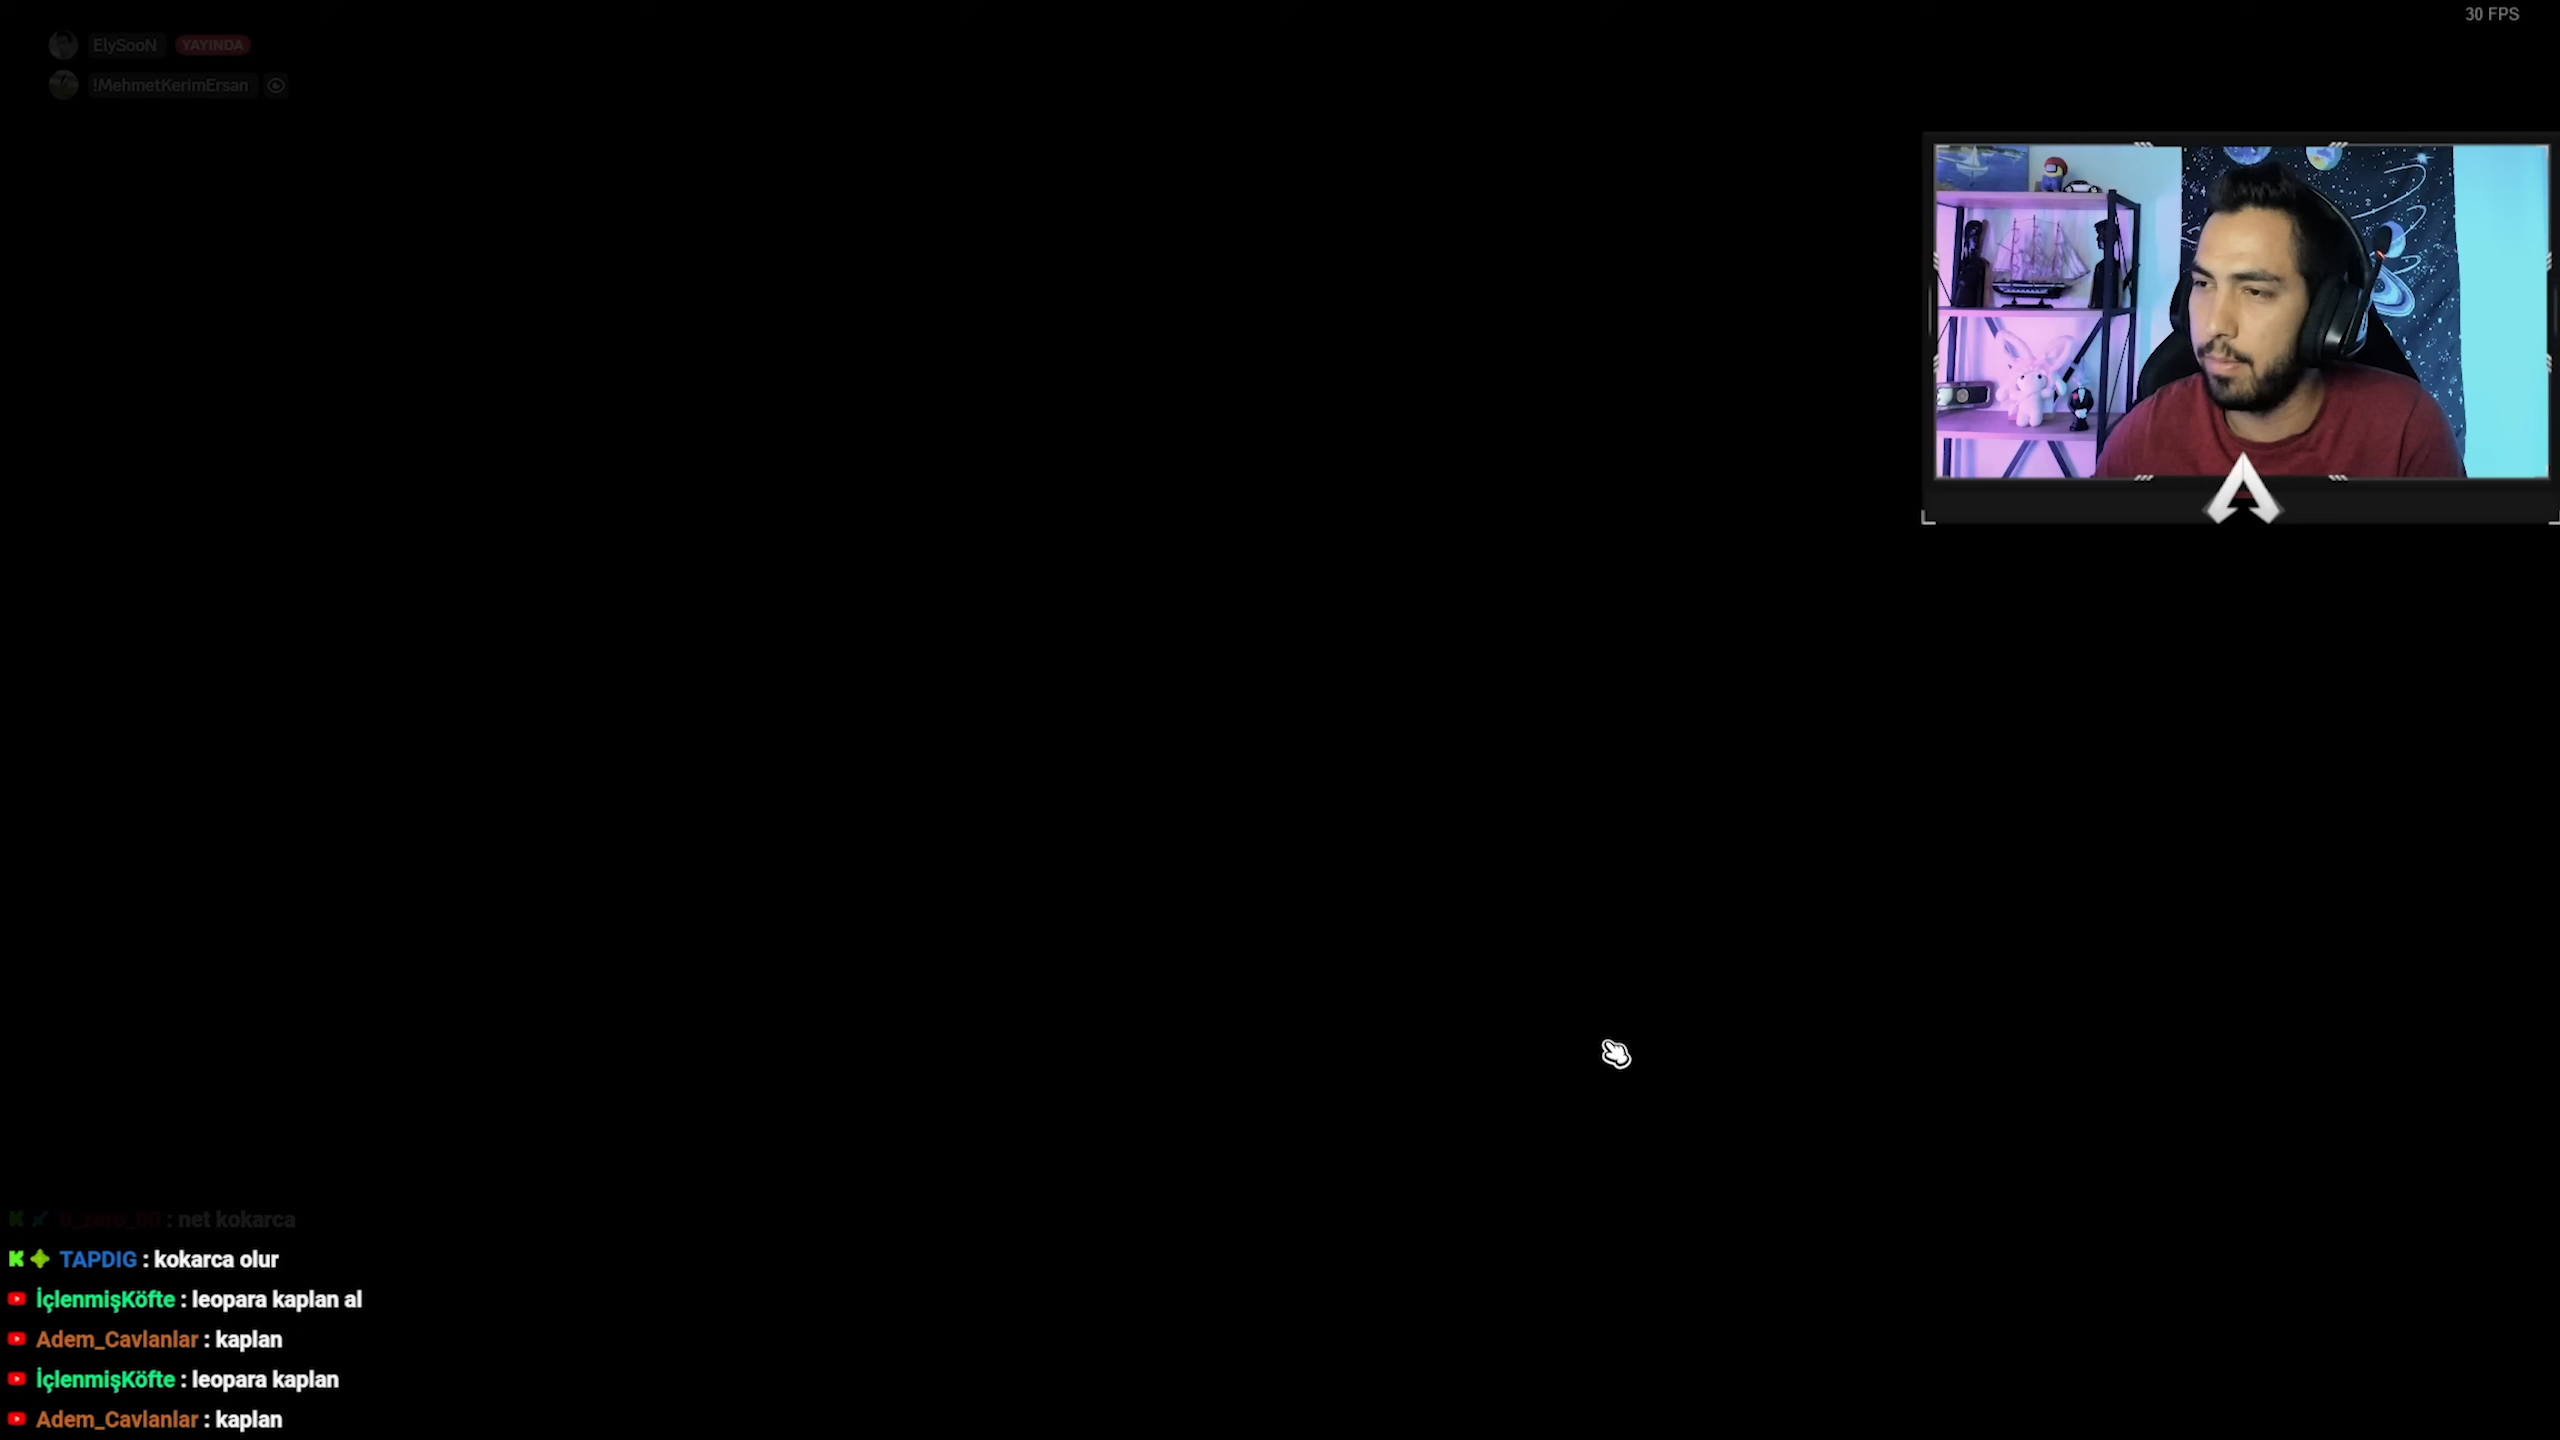 30 FPS
ElySooN YAYINDA
!MehmetKerimErsan
: net kokarca
TAPDIG : kokarca olur
İçlenmişKöfte : leopara kaplan al
Adem_Cavlanlar : kaplan
İçlenmişKöfte : leopara kaplan
Adem_Cavlanlar : kaplan